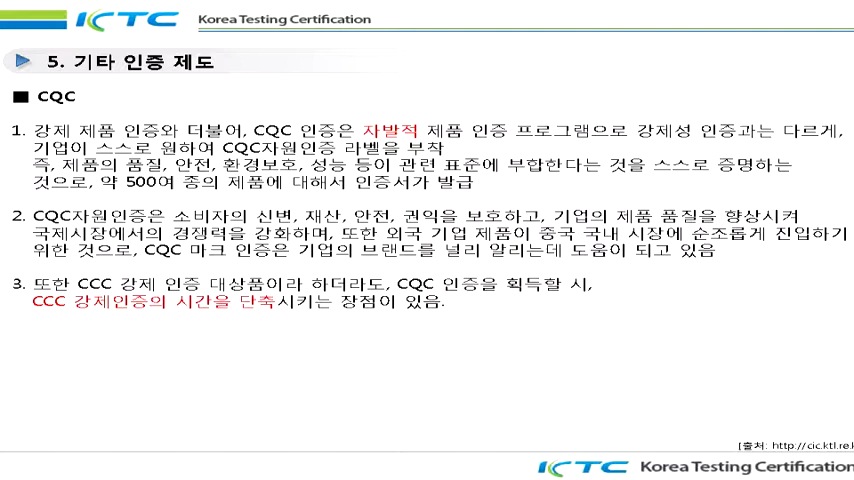 KTC Korea Testing Certification
5. 기타 인증 제도
■ CQC
1. 강제 제품 인증와 더불어, CQC 인증은 자발적 제품 인증 프로그램으로 강제성 인증과는 다르게,
기업이 스스로 원하여 CQC자원인증 라벨을 부착
즉, 제품의 품질, 안전, 환경보호, 성능 등이 관련 표준에 부합한다는 것을 스스로 증명하는
것으로, 약 500여 종의 제품에 대해서 인증서가 발급
2. CQC자원인증은 소비자의 신변, 재산, 안전, 권익을 보호하고, 기업의 제품 품질을 향상시켜
국제시장에서의 경쟁력을 강화하며, 또한 외국 기업 제품이 중국 국내 시장에 순조롭게 진입하기
위한 것으로, CQC 마크 인증은 기업의 브랜드를 널리 알리는데 도움이 되고 있음
3. 또한 CCC 강제 인증 대상품이라 하더라도, CQC 인증을 획득할 시,
CCC 강제인증의 시간을 단축시키는 장점이 있음.
[출처: http://cic.ktl.re.k
KTC Korea Testing Certification